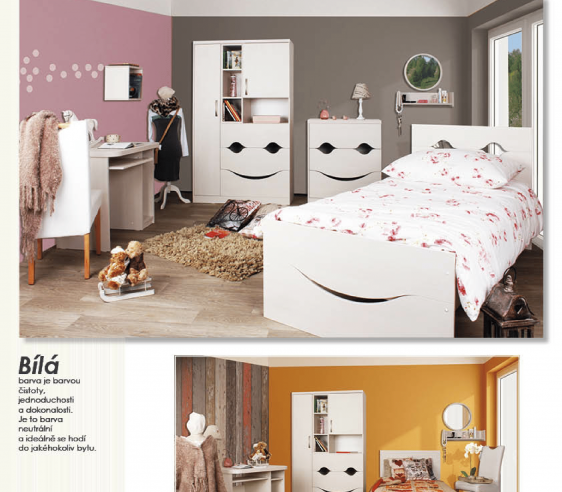 Bílá
barva je barvou
čistoty,
jednoduchosti
a dokonalosti.
Je to barva
neutrální
a ideálně se hodí
do jakéhokoliv bytu.